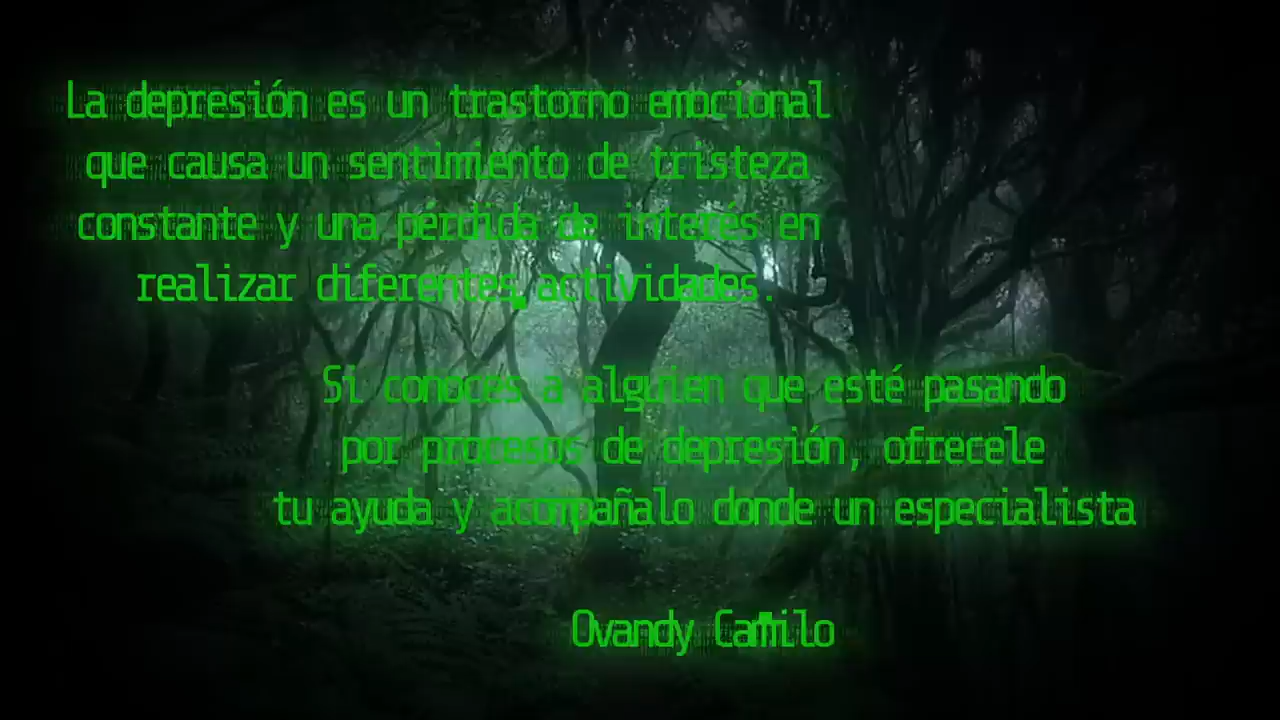 La depresión es un trastorno emocional
que causa un sentimiento de tristeza
constante y una pérdida de interés en
realizar diferentes actividades.
Si conoces a alguien que esté pasando
por procesos de depresión, ofrecele
tu ayuda y acompañalo donde un especialista
Ovandy Camilo